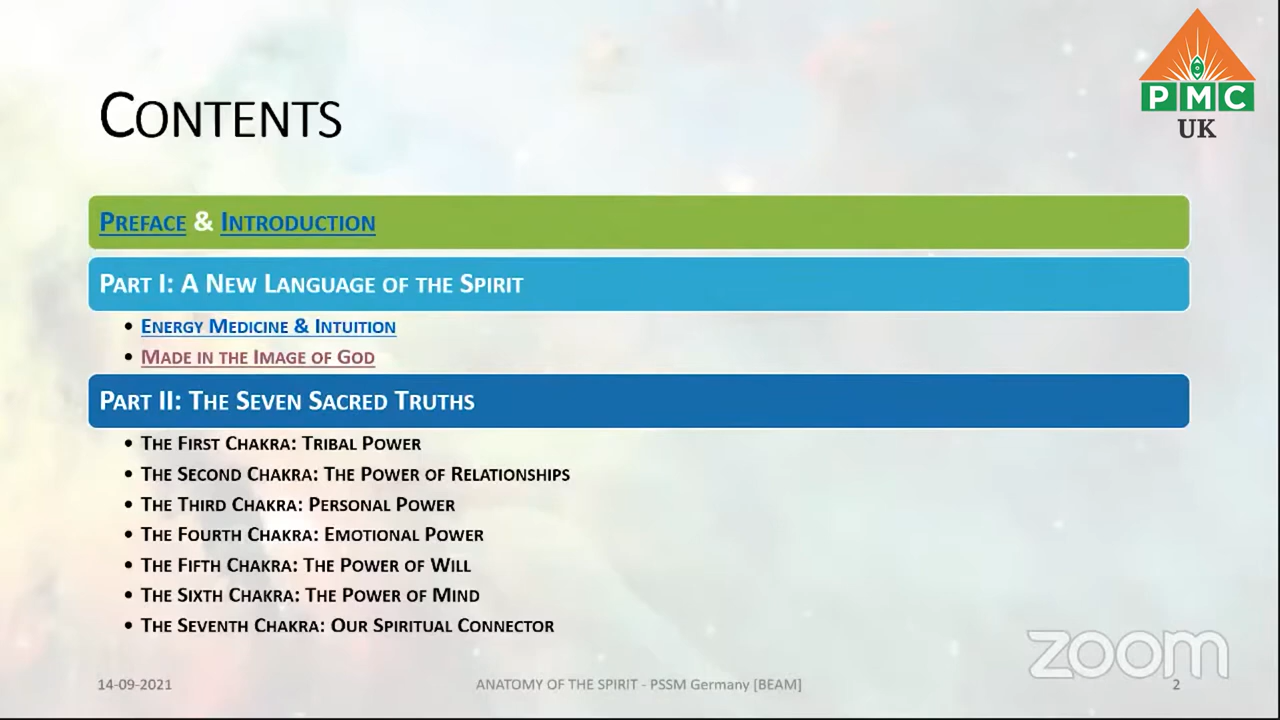 PMC
UK
CONTENTS
PREFACE & INTRODUCTION
PART I: A NEW LANGUAGE OF THE SPIRIT
• ENERGY MEDICINE & INTUITION
• MADE IN THE IMAGE OF GOD
PART II: THE SEVEN SACRED TRUTHS
• THE FIRST CHAKRA: TRIBAL POWER
• THE SECOND CHAKRA: THE POWER OF RELATIONSHIPS
• THE THIRD CHAKRA: PERSONAL POWER
• THE FOURTH CHAKRA: EMOTIONAL POWER
• THE FIFTH CHAKRA: THE POWER OF WILL
• THE SIXTH CHAKRA: THE POWER OF MIND
• THE SEVENTH CHAKRA: OUR SPIRITUAL CONNECTOR
zoom
14-09-2021 ANATOMY OF THE SPIRIT - PSSM Germany [BEAM] 2